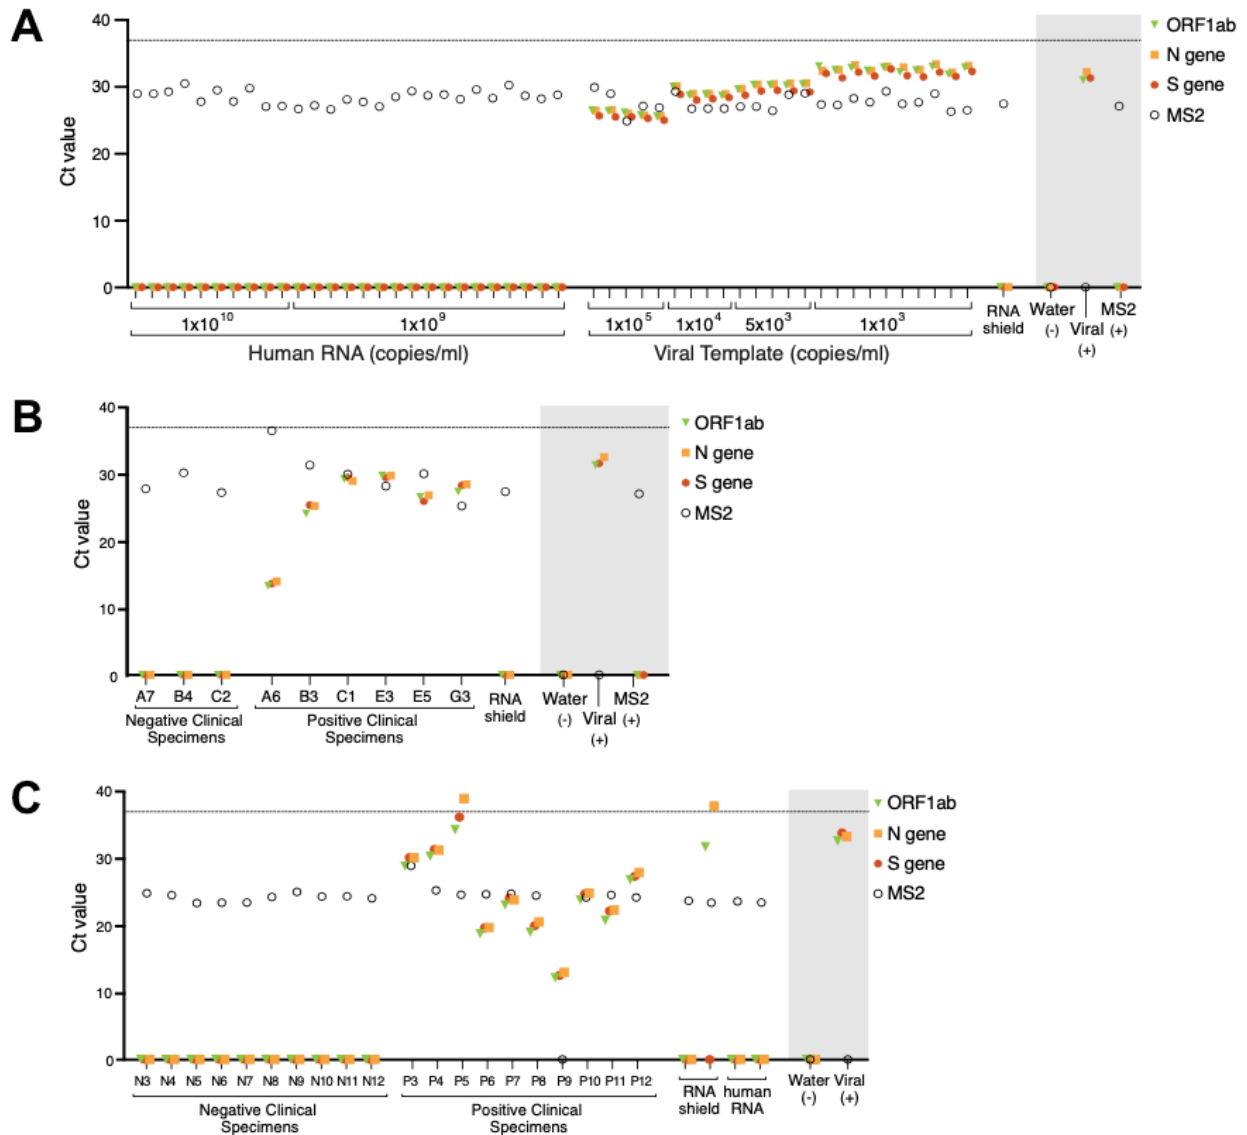 A
Ct value
40
30
20
10
0
ORF1ab
N gene
S gene
MS2
1x10^10 1x10^9 1x10^5 1x10^4 5x10^3 1x10^3
Human RNA (copies/ml) Viral Template (copies/ml)
RNA shield
Water (-)
Viral (+)
MS2 (+)
B
Ct value
40
30
20
10
0
ORF1ab
N gene
S gene
MS2
A7 B4 C2 A6 B3 C1 E3 E5 G3
Negative Clinical Specimens
Positive Clinical Specimens
RNA shield
Water (-)
Viral (+)
MS2 (+)
C
Ct value
40
30
20
10
0
ORF1ab
N gene
S gene
MS2
N3 N4 N5 N6 N7 N8 N9 N10 N11 N12 P3 P4 P5 P6 P7 P8 P9 P10 P11 P12
Negative Clinical Specimens
Positive Clinical Specimens
RNA shield
human RNA
Water (-)
Viral (+)